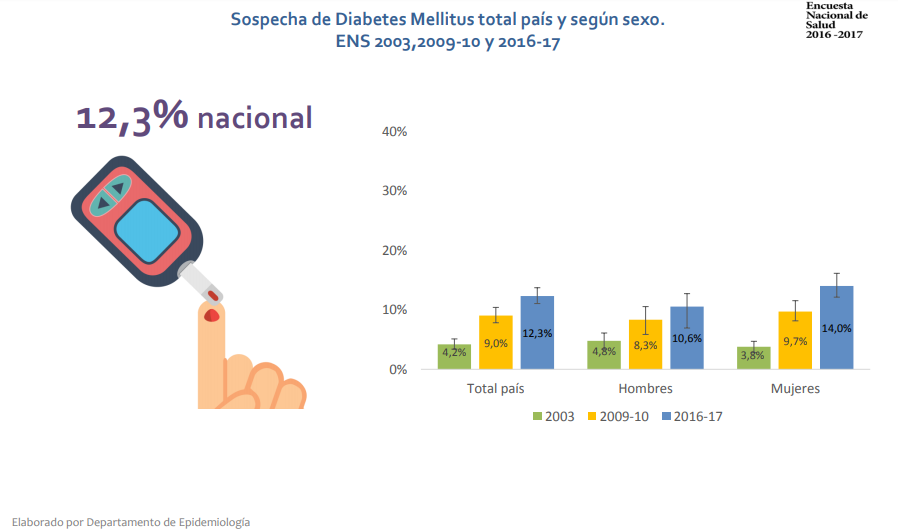 Sospecha de Diabetes Mellitus total país y según sexo.
ENS 2003,2009-10 y 2016-17
Encuesta
Nacional de
Salud
2016 -2017
12,3% nacional
40%
30%
20%
10%
0%
4,2%
9,0%
12,3%
4,8%
8,3%
10,6%
3,8%
9,7%
14,0%
Total país
Hombres
Mujeres
2003
2009-10
2016-17
Elaborado por Departamento de Epidemiología